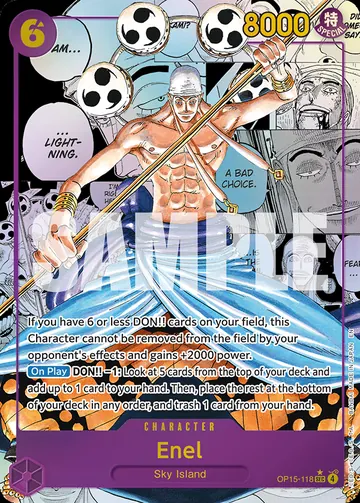 6
8000
特
SPECIAL
I AM...
KAMI?
...LIGHT-
NING.
A BAD
CHOICE.
SAMPLE
If you have 6 or less DON!! cards on your field, this
Character cannot be removed from the field by your
opponent's effects and gains +2000 power.
On Play DON!! −1: Look at 5 cards from the top of your deck and
add up to 1 card to your hand. Then, place the rest at the bottom
of your deck in any order, and trash 1 card from your hand.
CHARACTER
Enel
Sky Island
OP15-118 SEC 4